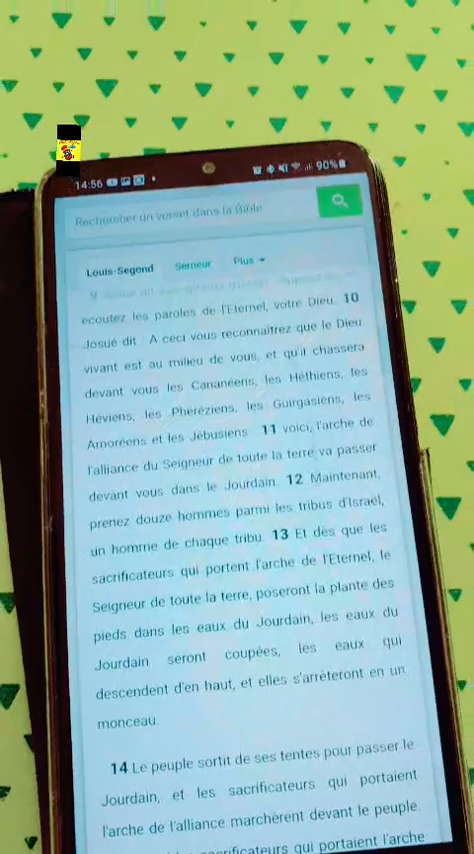 14:56
90%
Rechercher un verset dans la Bible
Louis-Segond Semeur Plus
écoutez les paroles de l'Eternel, votre Dieu. 10
Josué dit : A ceci vous reconnaîtrez que le Dieu
vivant est au milieu de vous, et qu'il chassera
devant vous les Cananéens, les Héthiens, les
Héviens, les Phéréziens, les Guirgasiens, les
Amoréens et les Jébusiens : 11 voici, l'arche de
l'alliance du Seigneur de toute la terre va passer
devant vous dans le Jourdain. 12 Maintenant,
prenez douze hommes parmi les tribus d'Israël,
un homme de chaque tribu. 13 Et dès que les
sacrificateurs qui portent l'arche de l'Eternel, le
Seigneur de toute la terre, poseront la plante des
pieds dans les eaux du Jourdain, les eaux du
Jourdain seront coupées, les eaux qui
descendent d'en haut, et elles s'arrêteront en un
monceau.
14 Le peuple sortit de ses tentes pour passer le
Jourdain, et les sacrificateurs qui portaient
l'arche de l'alliance marchèrent devant le peuple.
sacrificateurs qui portaient l'arche